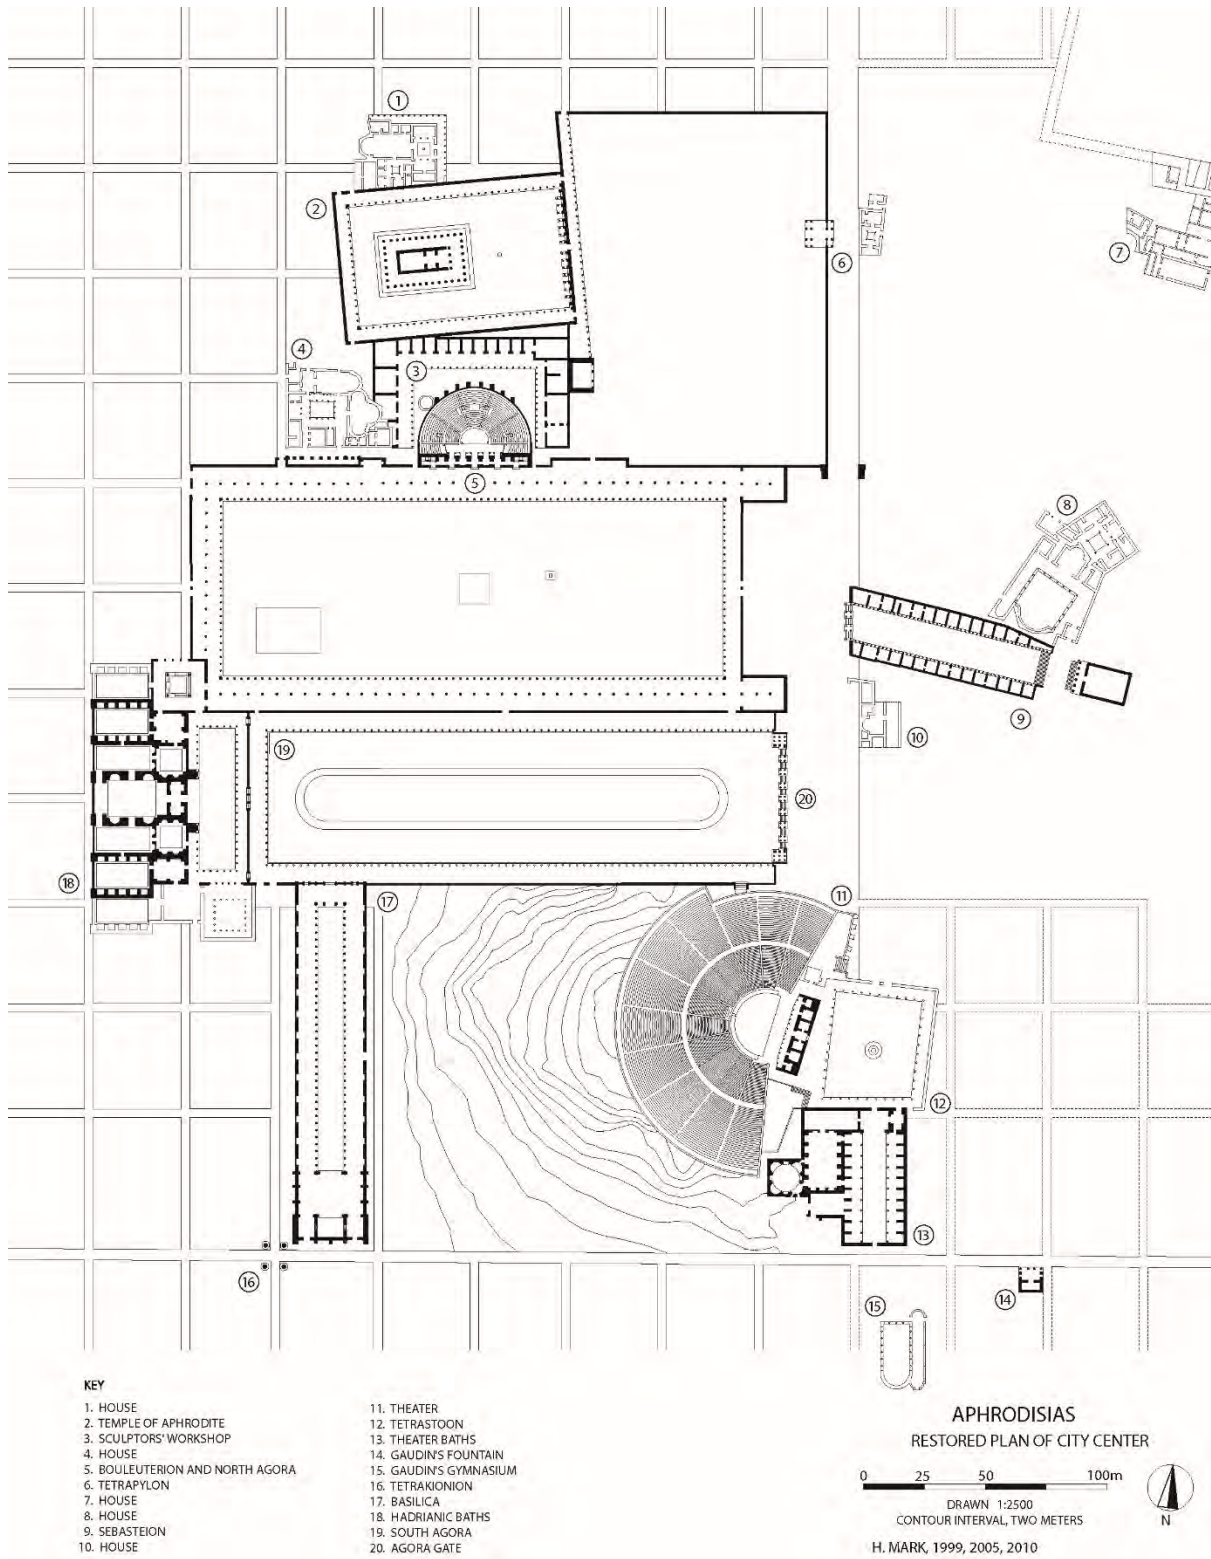 1
2
6
7
4
3
5
8
9
10
19
20
18
17
11
12
13
16
14
15
KEY
1. HOUSE
2. TEMPLE OF APHRODITE
3. SCULPTORS' WORKSHOP
4. HOUSE
5. BOULEUTERION AND NORTH AGORA
6. TETRAPYLON
7. HOUSE
8. HOUSE
9. SEBASTEION
10. HOUSE
11. THEATER
12. TETRASTOON
13. THEATER BATHS
14. GAUDIN'S FOUNTAIN
15. GAUDIN'S GYMNASIUM
16. TETRAKIONION
17. BASILICA
18. HADRIANIC BATHS
19. SOUTH AGORA
20. AGORA GATE
APHRODISIAS
RESTORED PLAN OF CITY CENTER
0 25 50 100m
DRAWN 1:2500
CONTOUR INTERVAL, TWO METERS
N
H. MARK, 1999, 2005, 2010